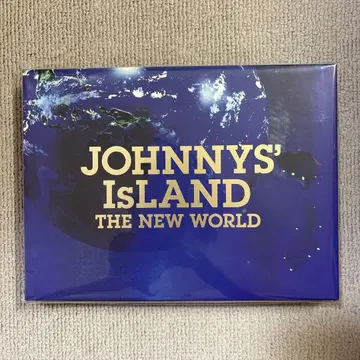 JOHNNYS'
IsLAND
THE NEW WORLD